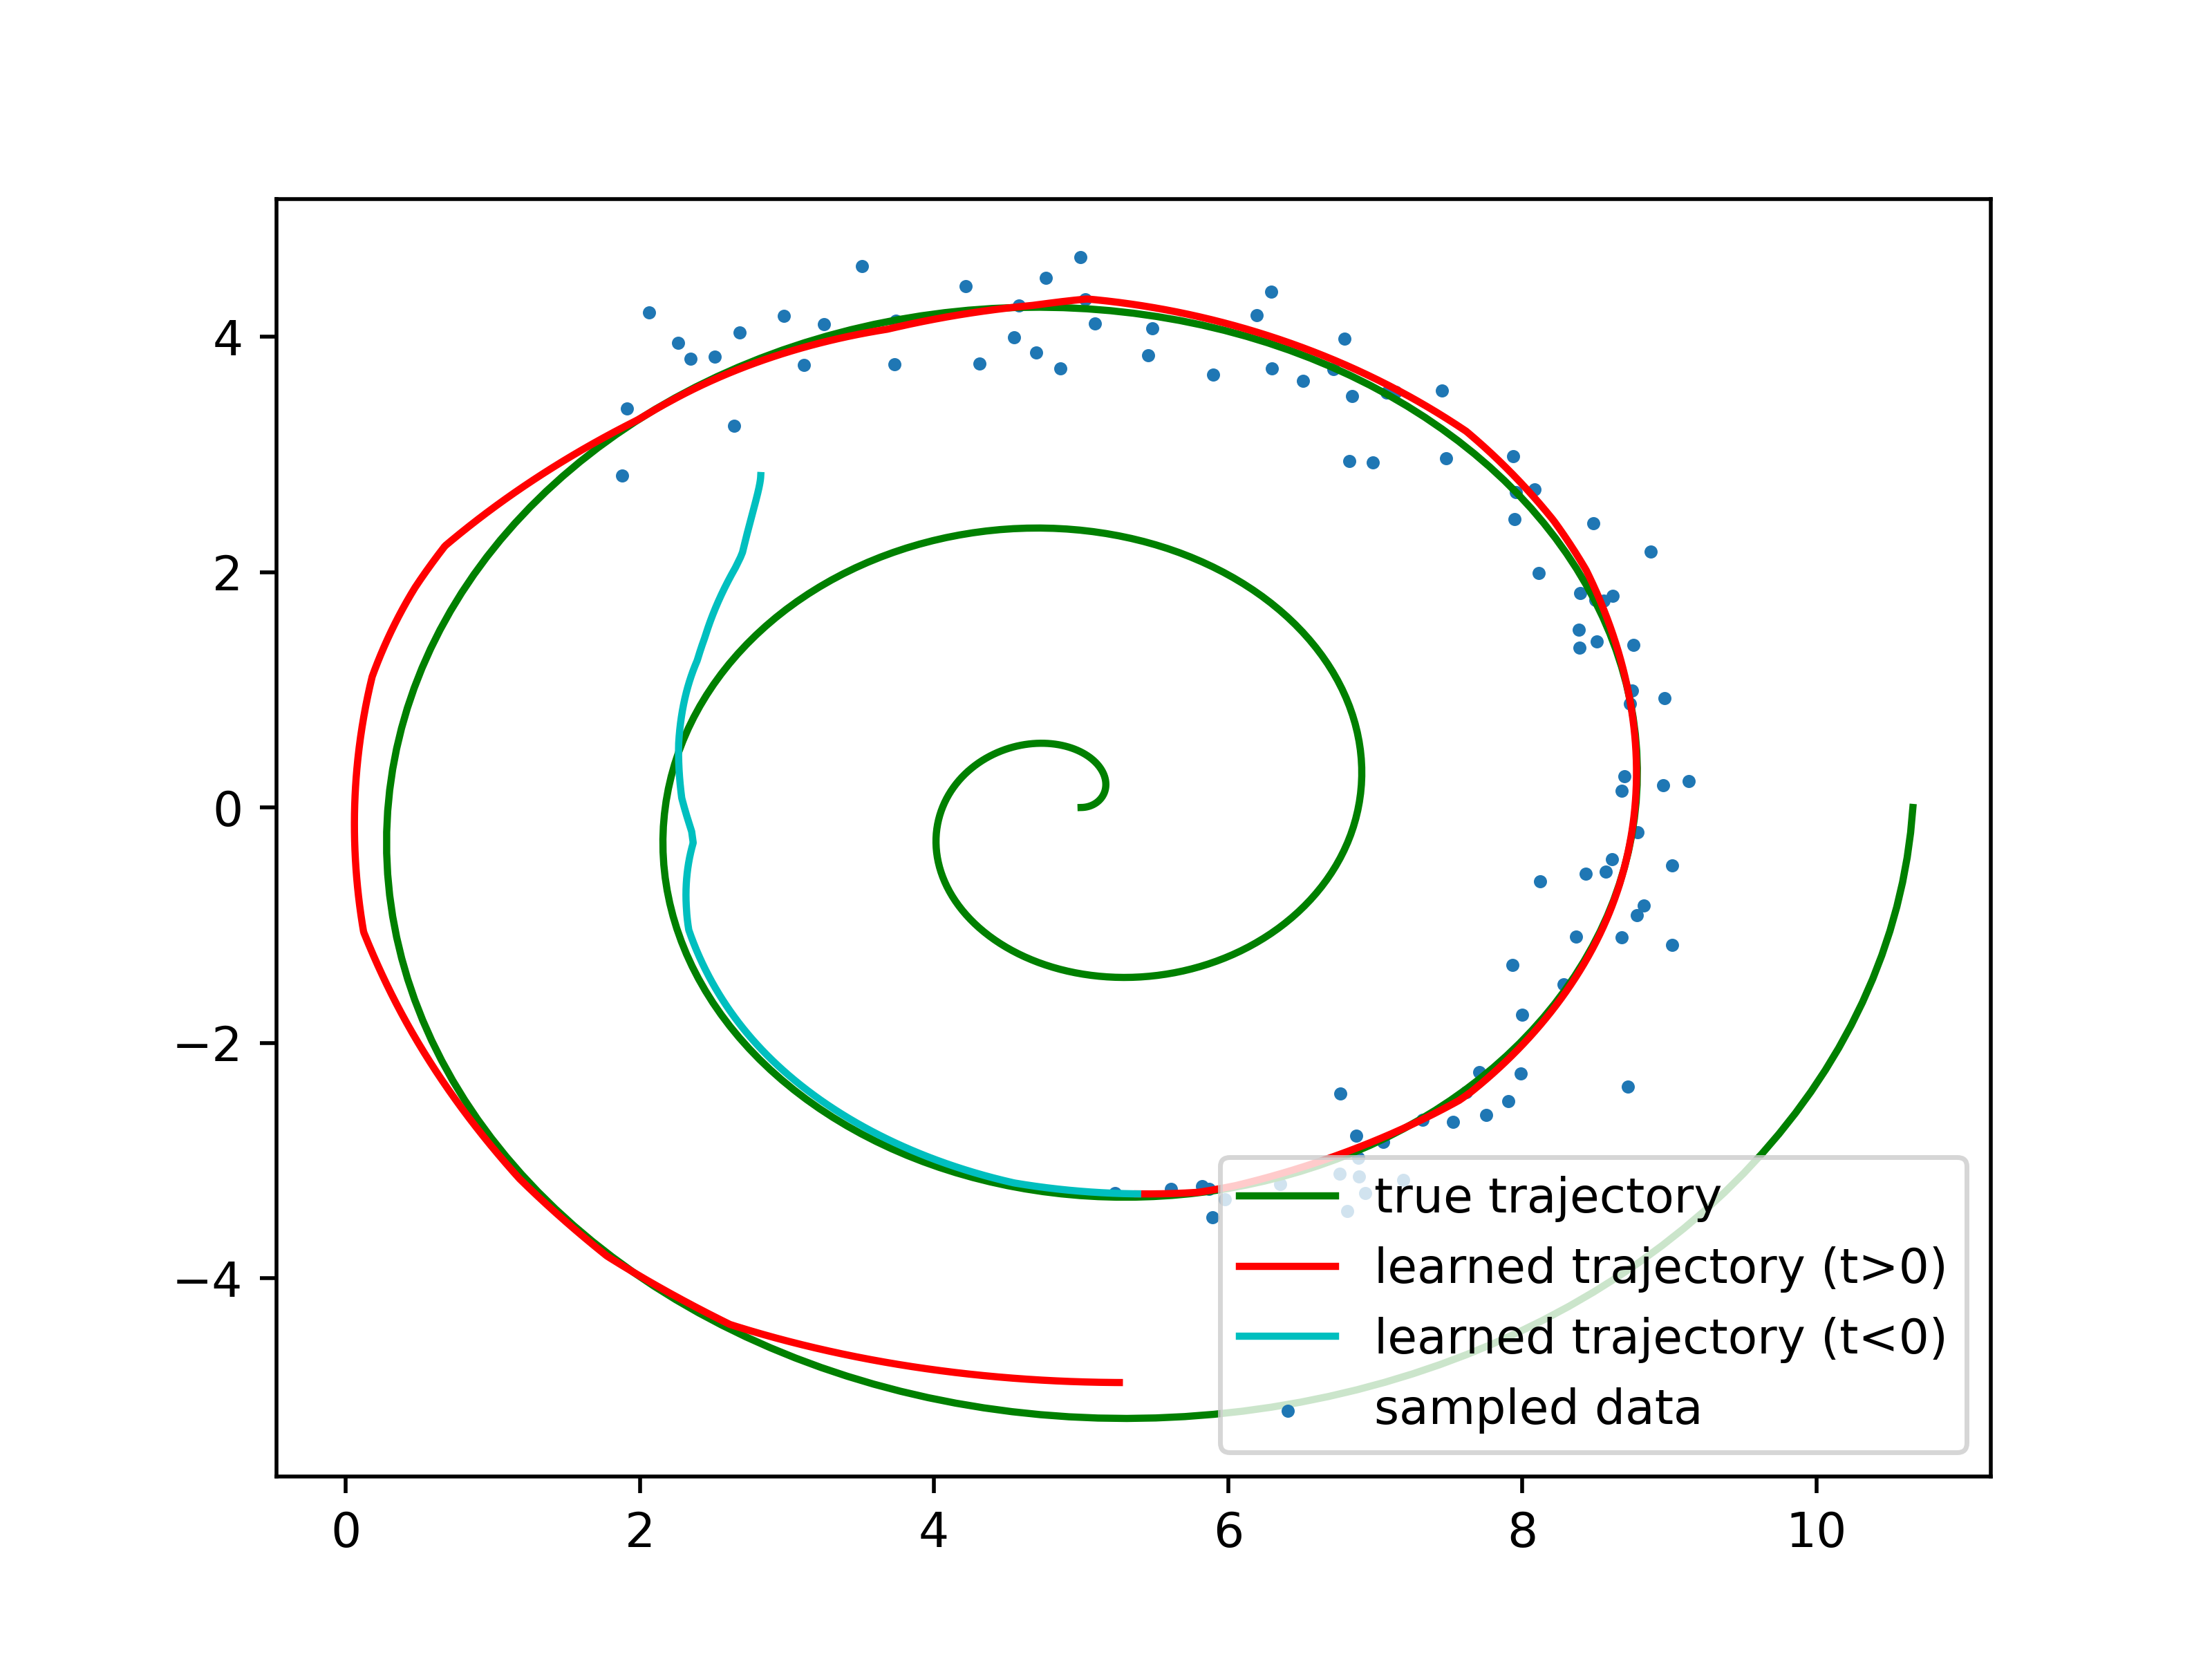 4
2
0
−2
−4
0 2 4 6 8 10
true trajectory
learned trajectory (t>0)
learned trajectory (t<0)
sampled data